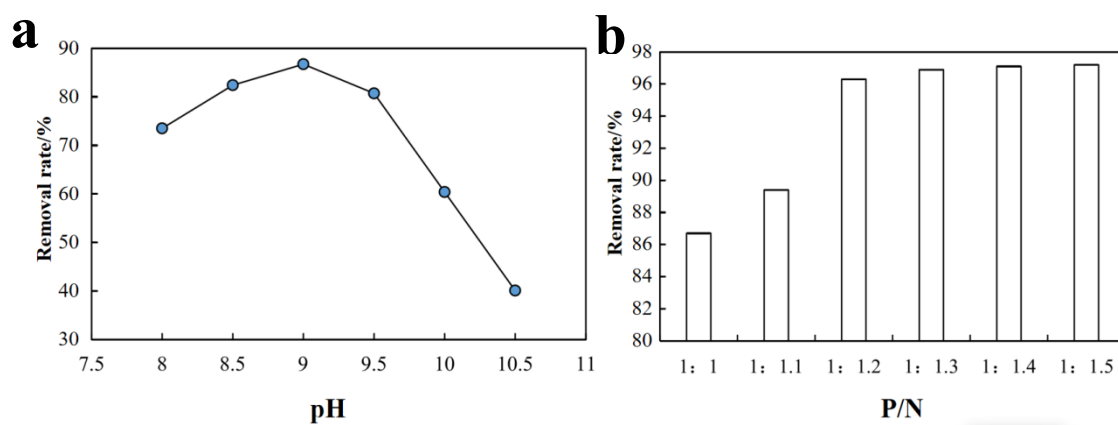 a
90
80
70
60
50
40
30
7.5 8 8.5 9 9.5 10 10.5 11
Removal rate/%
pH
b
98
96
94
92
90
88
86
84
82
80
1：1 1：1.1 1：1.2 1：1.3 1：1.4 1：1.5
Removal rate/%
P/N